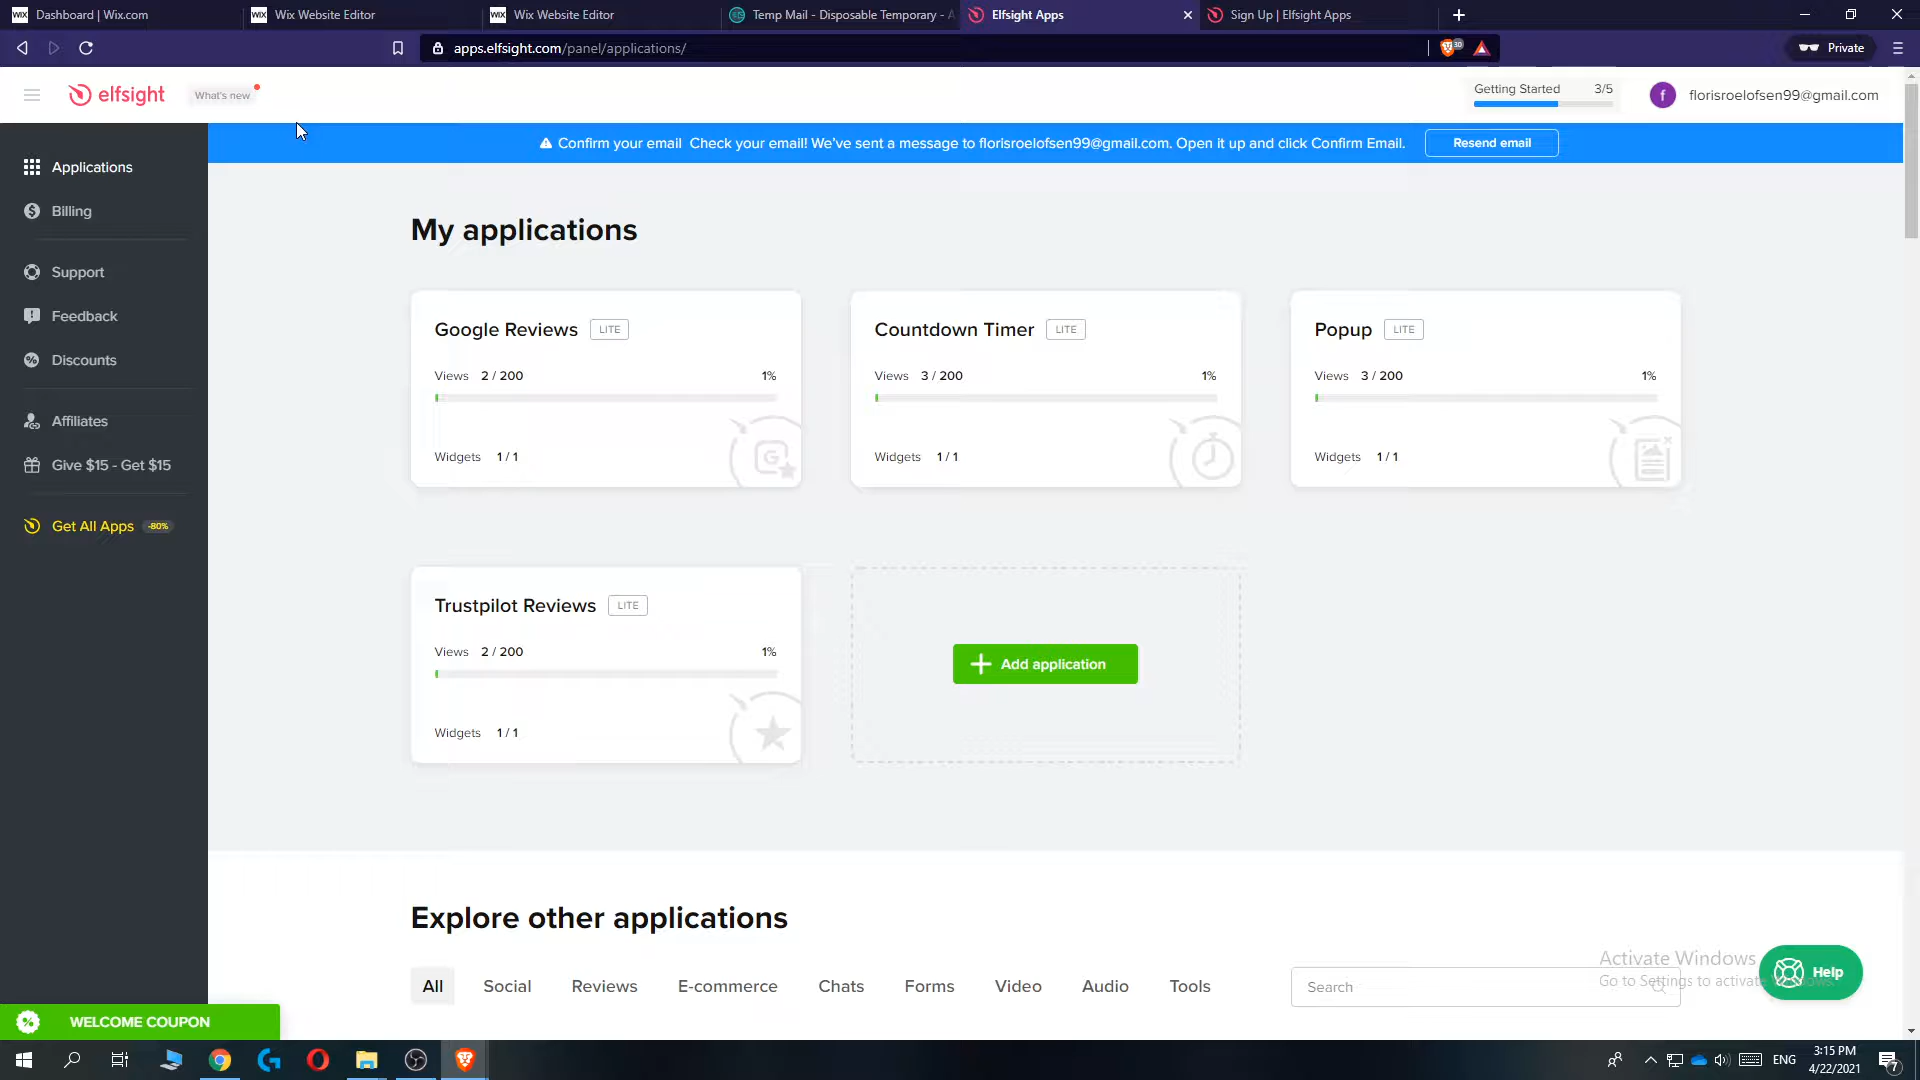 WIX Dashboard | Wix.com
WIX Wix Website Editor
WIX Wix Website Editor
Temp Mail - Disposable Temporary -
Elfsight Apps
Sign Up | Elfsight Apps
apps.elfsight.com/panel/applications/
30
Private
elfsight
What's new
Getting Started 3/5
f florisroelofsen99@gmail.com
Confirm your email Check your email! We've sent a message to florisroelofsen99@gmail.com. Open it up and click Confirm Email.
Resend email
Applications
Billing
Support
Feedback
Discounts
Affiliates
Give $15 - Get $15
Get All Apps -80%
My applications
Google Reviews LITE
Views 2 / 200 1%
Widgets 1 / 1
Countdown Timer LITE
Views 3 / 200 1%
Widgets 1 / 1
Popup LITE
Views 3 / 200 1%
Widgets 1 / 1
Trustpilot Reviews LITE
Views 2 / 200 1%
Widgets 1 / 1
Add application
Explore other applications
All Social Reviews E-commerce Chats Forms Video Audio Tools
Search
Activate Windows
Go to Settings to activate Windows.
Help
WELCOME COUPON
ENG
3:15 PM
4/22/2021
7